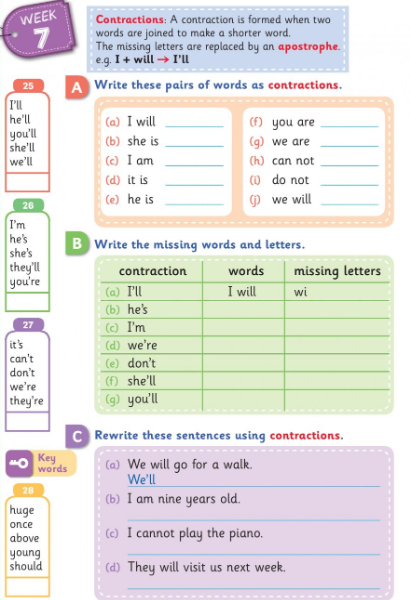 WEEK
7
Contractions: A contraction is formed when two
words are joined to make a shorter word.
The missing letters are replaced by an apostrophe.
e.g. I + will → I'll
25
I'll
he'll
you'll
she'll
we'll
26
I'm
he's
she's
they'll
you're
27
it's
can't
don't
we're
they're
Key
words
28
huge
once
above
young
should
A Write these pairs of words as contractions.
(a) I will
(b) she is
(c) I am
(d) it is
(e) he is
(f) you are
(g) we are
(h) can not
(i) do not
(j) we will
B Write the missing words and letters.
contraction words missing letters
(a) I'll I will wi
(b) he's
(c) I'm
(d) we're
(e) don't
(f) she'll
(g) you'll
C Rewrite these sentences using contractions.
(a) We will go for a walk.
We'll
(b) I am nine years old.
(c) I cannot play the piano.
(d) They will visit us next week.